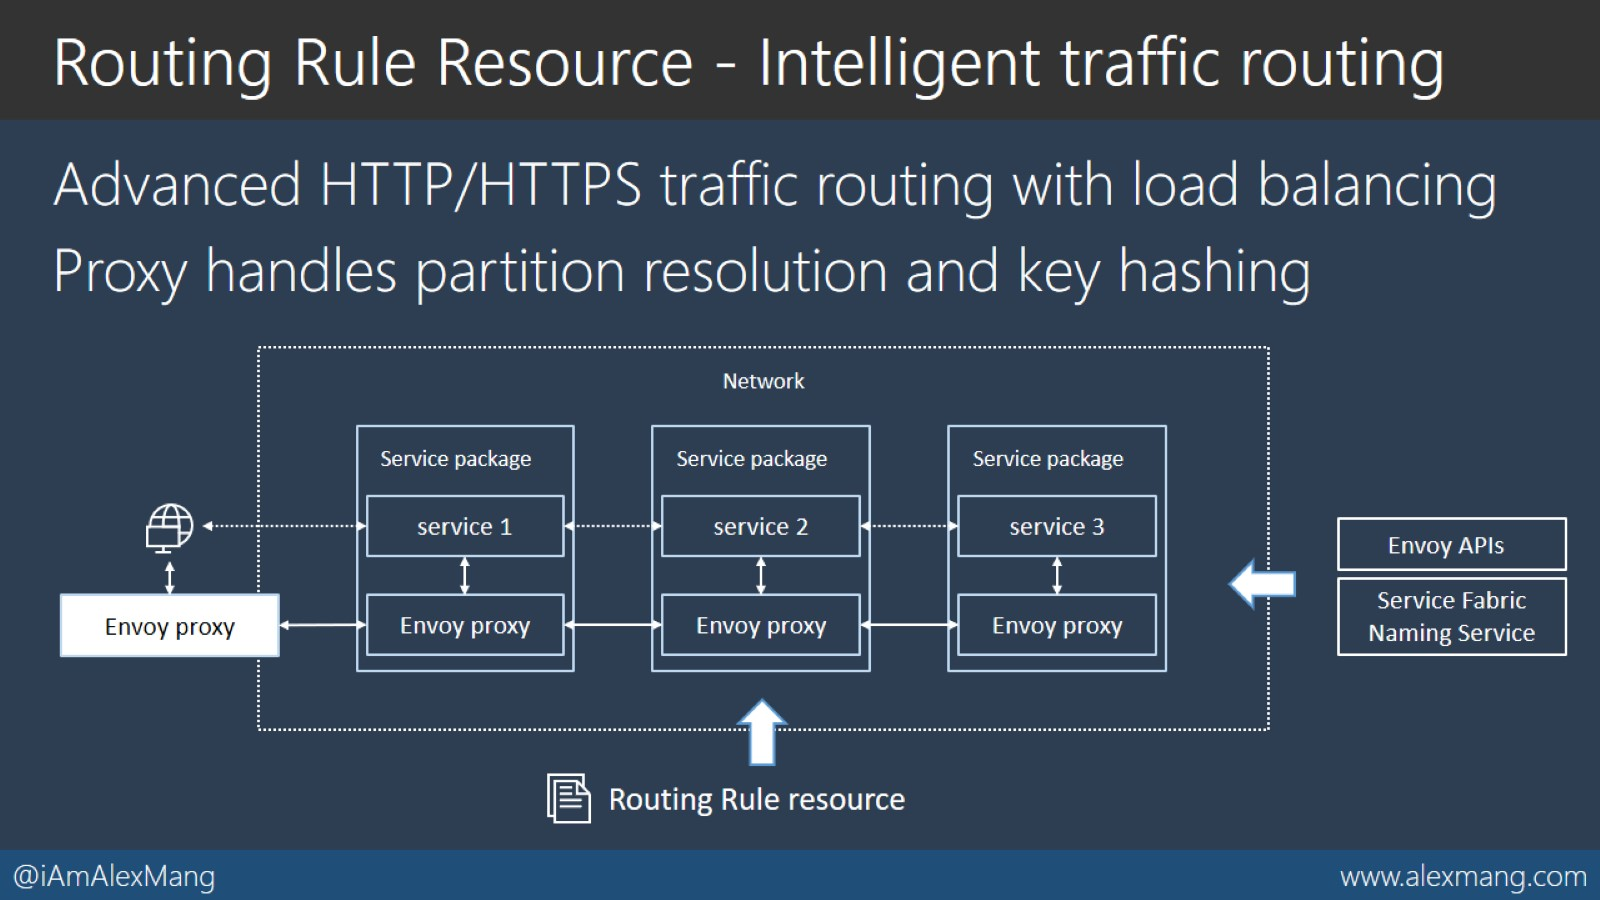 Routing Rule Resource - Intelligent traffic routing
Advanced HTTP/HTTPS traffic routing with load balancing
Proxy handles partition resolution and key hashing
Network
Service package
Service package
Service package
service 1
service 2
service 3
Envoy proxy
Envoy proxy
Envoy proxy
Envoy proxy
Envoy APIs
Service Fabric
Naming Service
Routing Rule resource
@iAmAlexMang
www.alexmang.com